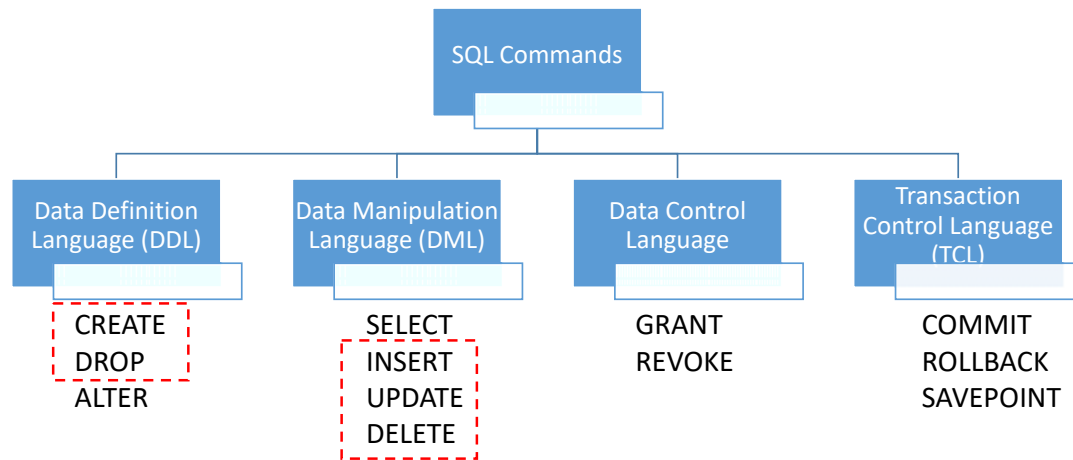 SQL Commands
Data Definition
Language (DDL)
Data Manipulation
Language (DML)
Data Control
Language
Transaction
Control Language
(TCL)
CREATE
DROP
ALTER
SELECT
INSERT
UPDATE
DELETE
GRANT
REVOKE
COMMIT
ROLLBACK
SAVEPOINT